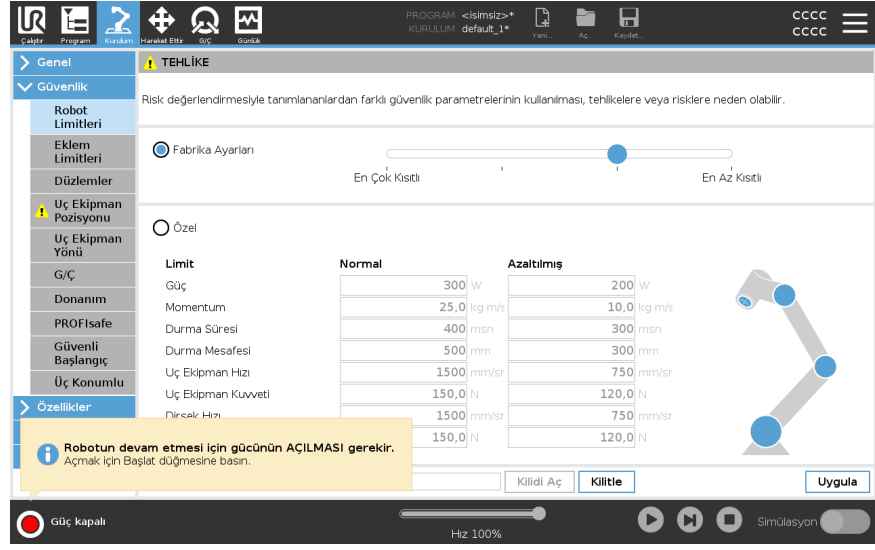 PROGRAM <isimsiz>*
KURULUM default_1*
Çalıştır
Program
Kurulum
Hareket Ettir
G/Ç
Günlük
Yeni...
Aç...
Kaydet...
CCCC
CCCC
Genel
Güvenlik
Robot
Limitleri
Eklem
Limitleri
Düzlemler
Uç Ekipman
Pozisyonu
Uç Ekipman
Yönü
G/Ç
Donanım
PROFIsafe
Güvenli
Başlangıç
Üç Konumlu
Özellikler
TEHLİKE
Risk değerlendirmesiyle tanımlananlardan farklı güvenlik parametrelerinin kullanılması, tehlikelere veya risklere neden olabilir.
Fabrika Ayarları
En Çok Kısıtlı
En Az Kısıtlı
Özel
Limit Normal Azaltılmış
Güç 300 W 200 W
Momentum 25,0 kg m/s 10,0 kg m/s
Durma Süresi 400 msn 300 msn
Durma Mesafesi 500 mm 300 mm
Uç Ekipman Hızı 1500 mm/sr 750 mm/sr
Uç Ekipman Kuvveti 150,0 N 120,0 N
Dirsek Hızı 1500 mm/sr 750 mm/sr
150,0 N 120,0 N
Robotun devam etmesi için gücünün AÇILMASI gerekir.
Açmak için Başlat düğmesine basın.
Kilidi Aç
Kilitle
Uygula
Güç kapalı
Hız 100%
Simülasyon